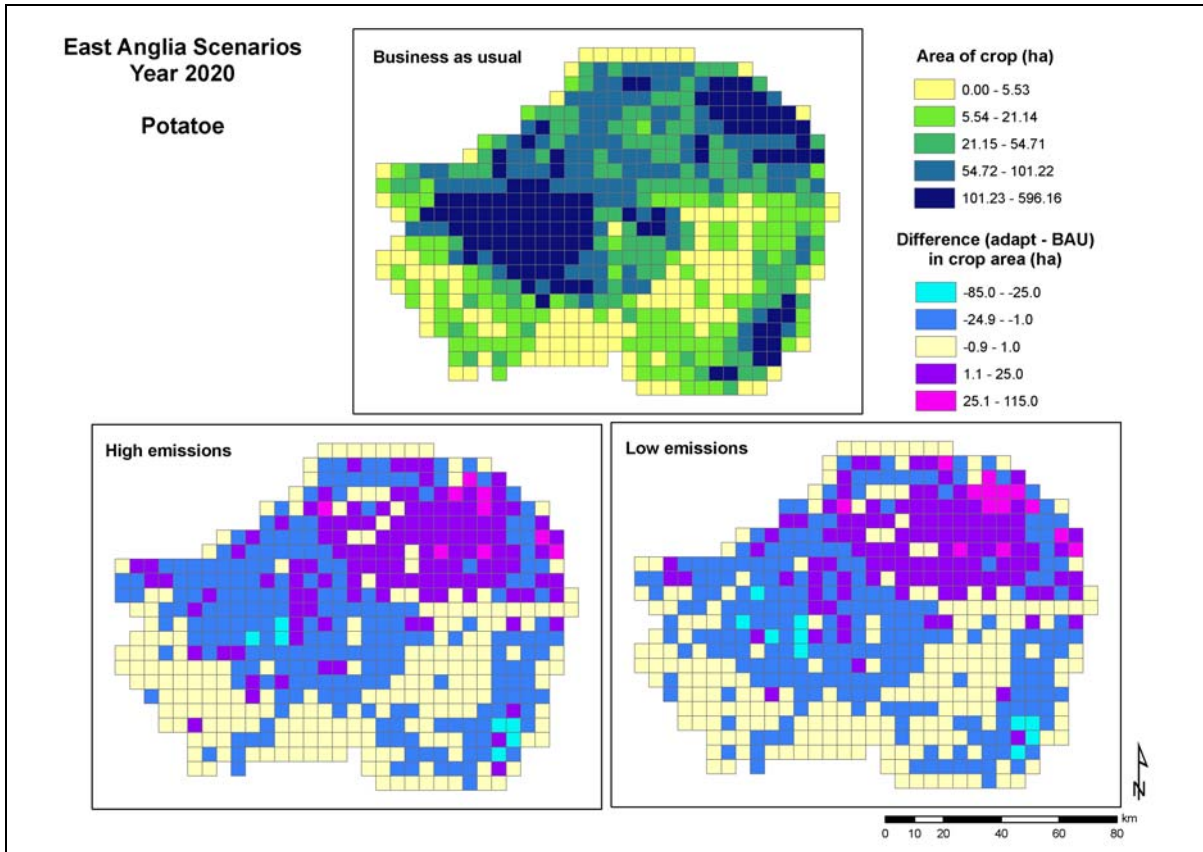 East Anglia Scenarios
Year 2020
Potatoe
Business as usual
Area of crop (ha)
0.00 - 5.53
5.54 - 21.14
21.15 - 54.71
54.72 - 101.22
101.23 - 596.16
Difference (adapt - BAU)
in crop area (ha)
-85.0 - -25.0
-24.9 - -1.0
-0.9 - 1.0
1.1 - 25.0
25.1 - 115.0
High emissions
Low emissions
N
km
0 10 20 40 60 80